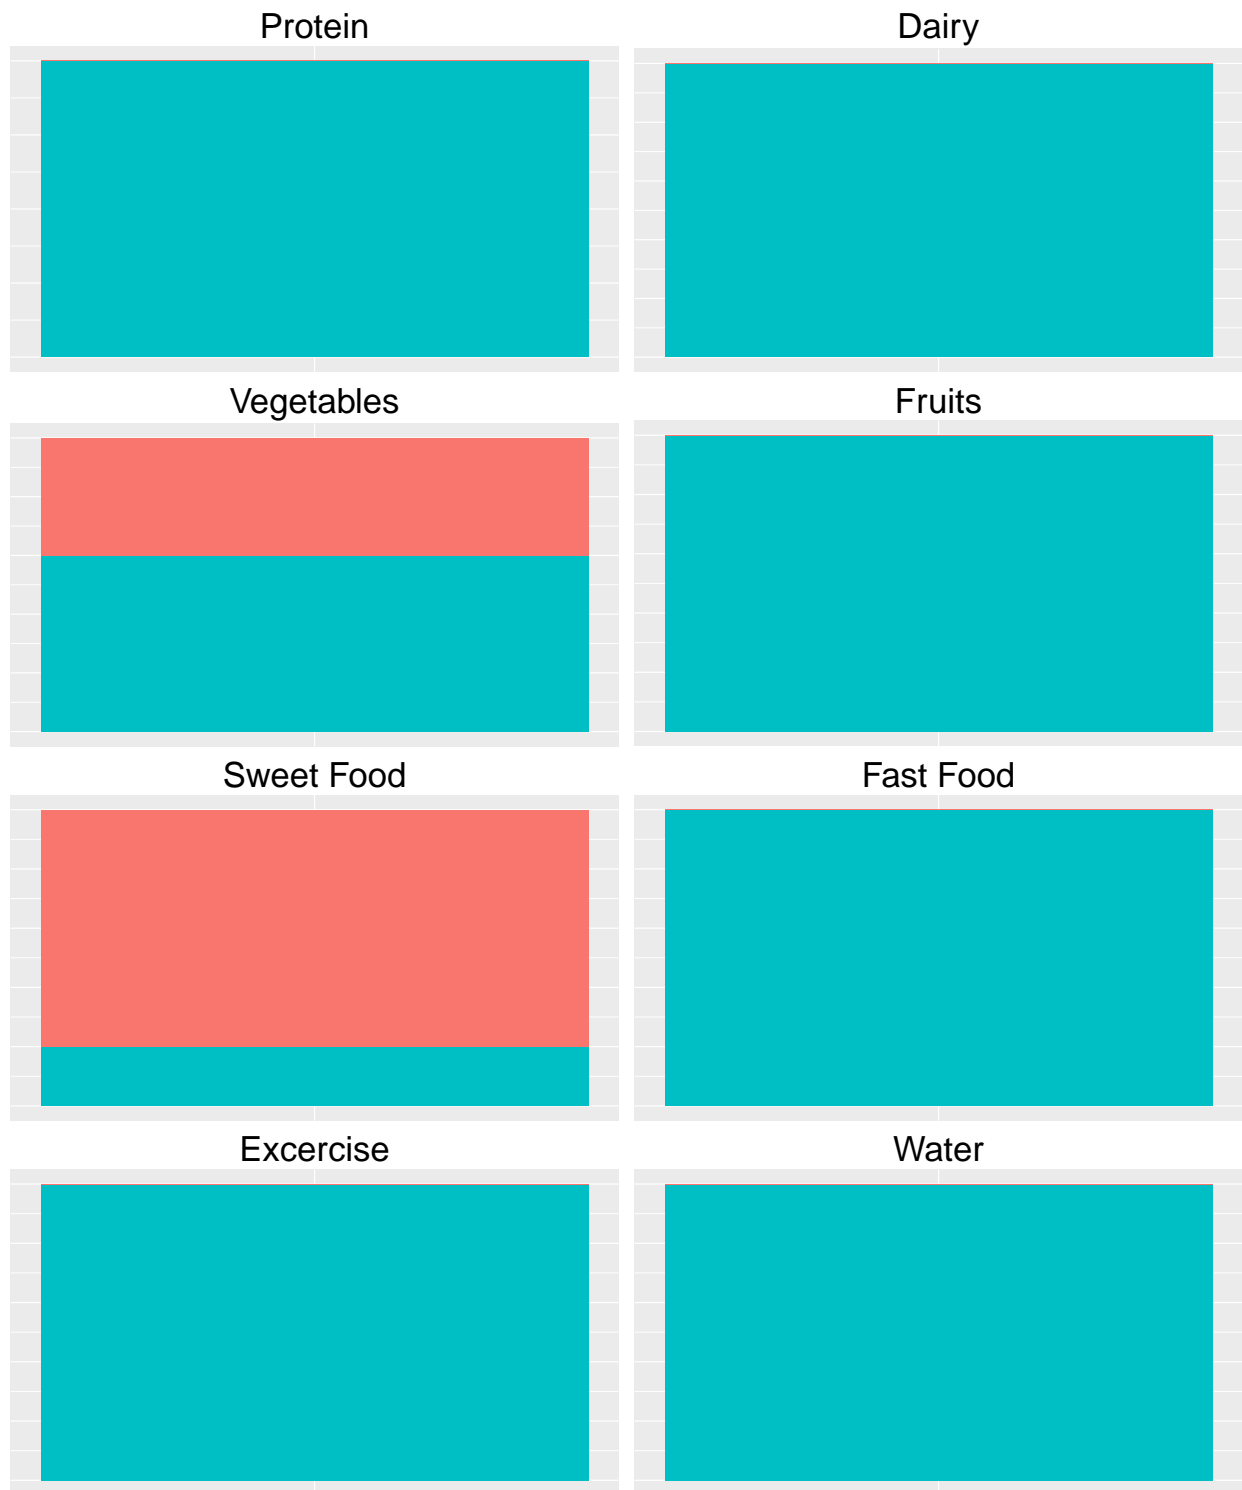 Protein
Dairy
Vegetables
Fruits
Sweet Food
Fast Food
Excercise
Water